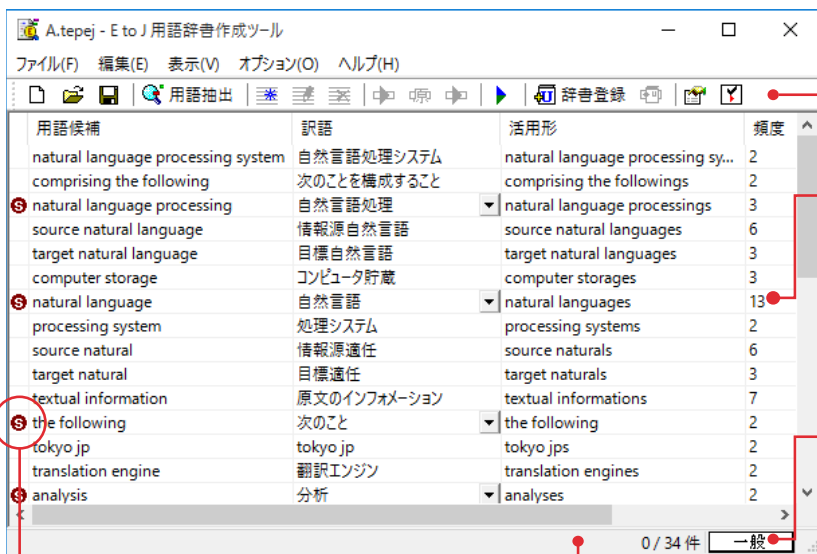 A.tepej - E to J 用語辞書作成ツール
ファイル(F) 編集(E) 表示(V) オプション(O) ヘルプ(H)
用語抽出 原 辞書登録
用語候補 訳語 活用形 頻度
natural language processing system 自然言語処理システム natural language processing sy... 2
comprising the following 次のことを構成すること comprising the followings 2
S natural language processing 自然言語処理 natural language processings 3
source natural language 情報源自然言語 source natural languages 6
target natural language 目標自然言語 target natural languages 3
computer storage コンピュータ貯蔵 computer storages 3
S natural language 自然言語 natural languages 13
processing system 処理システム processing systems 2
source natural 情報源適任 source naturals 6
target natural 目標適任 target naturals 3
textual information 原文のインフォメーション textual informations 7
S the following 次のこと the following 2
tokyo jp tokyo jp tokyo jps 2
translation engine 翻訳エンジン translation engines 2
S analysis 分析 analyses 2
0 / 34 件 一般